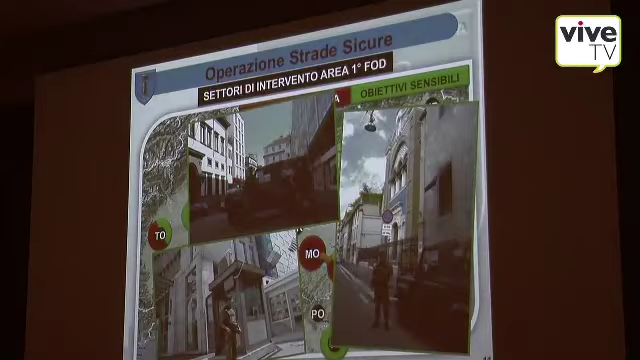 vive
TV
Operazione Strade Sicure
SETTORI DI INTERVENTO AREA 1° FOD
OBIETTIVI SENSIBILI
TO
MO
PO